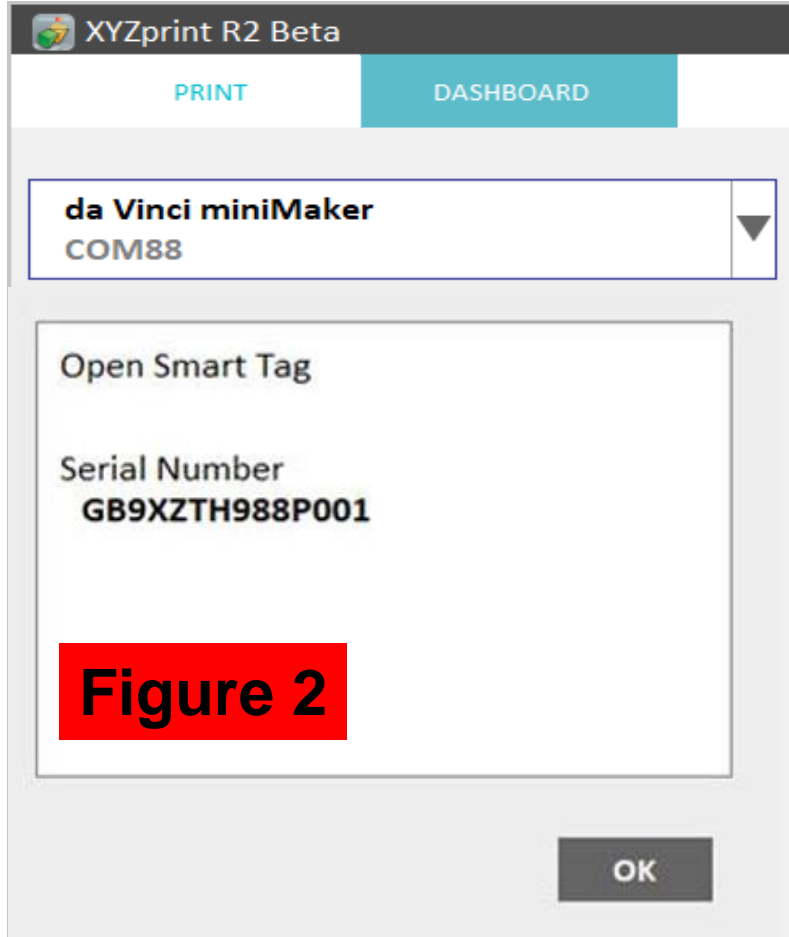 XYZprint R2 Beta
PRINT DASHBOARD
da Vinci miniMaker
COM88
Open Smart Tag
Serial Number
GB9XZTH988P001
Figure 2
OK